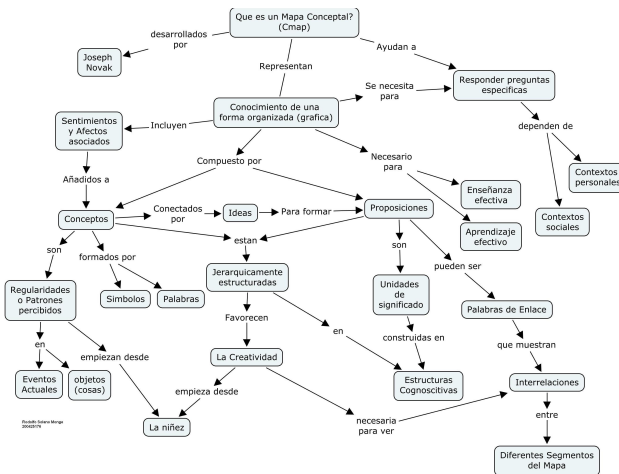 Que es un Mapa Conceptal?
(Cmap)
desarrollados
por
Ayudan a
Joseph
Novak
Representan
Se necesita
para
Responder preguntas
especificas
Conocimiento de una
forma organizada (grafica)
Sentimientos
y Afectos
asociados
Incluyen
dependen de
Compuesto por
Necesario
para
Contextos
personales
Añadidos a
Enseñanza
efectiva
Conceptos
Conectados
por
Ideas
Para formar
Proposiciones
Contextos
sociales
Aprendizaje
efectivo
son
formados por
estan
son
pueden ser
Regularidades
o Patrones
percibidos
Simbolos
Palabras
Jerarquicamente
estructuradas
Unidades
de
significado
Palabras de Enlace
Favorecen
en
construidas en
que muestran
en
empiezan desde
La Creatividad
Eventos
Actuales
objetos
(cosas)
empieza desde
Estructuras
Cognoscitivas
Interrelaciones
La niñez
necesaria
para ver
entre
Diferentes Segmentos
del Mapa
Rodolfo Solano Monge